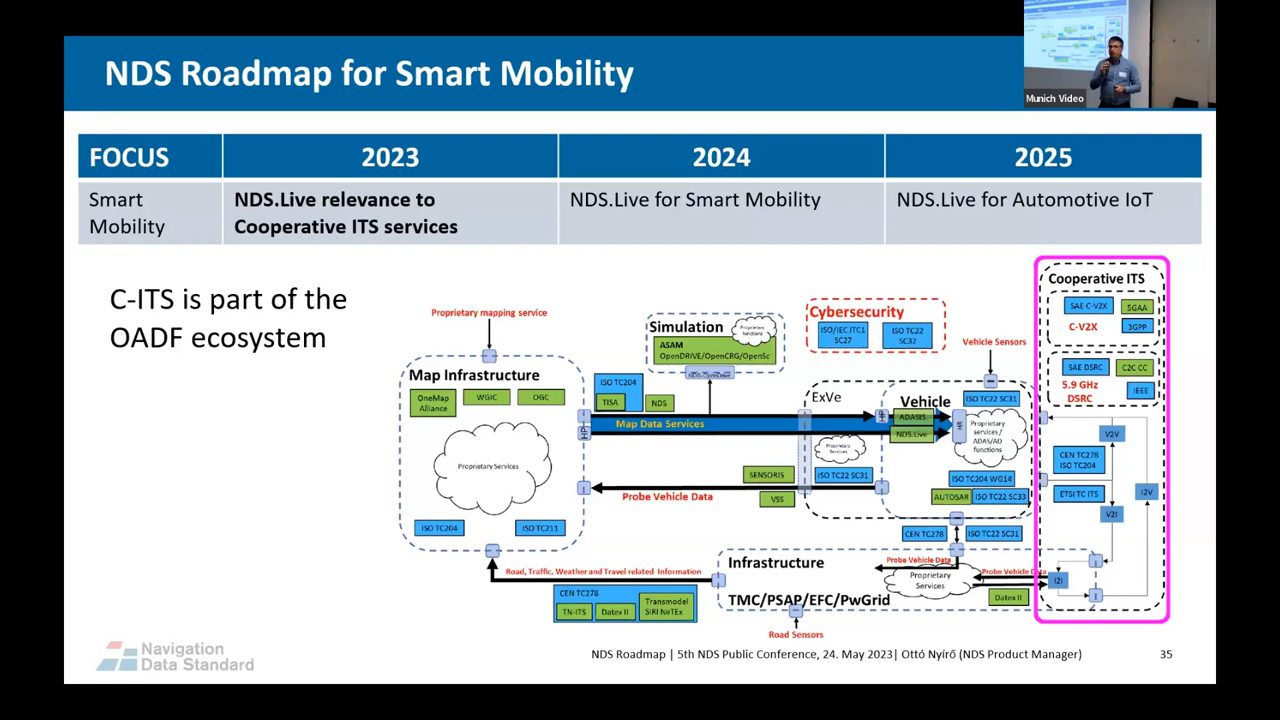 NDS Roadmap for Smart Mobility
Munich Video
FOCUS
2023
2024
2025
Smart
Mobility
NDS.Live relevance to
Cooperative ITS services
NDS.Live for Smart Mobility
NDS.Live for Automotive IoT
C-ITS is part of the
OADF ecosystem
Proprietary mapping service
Map Infrastructure
OneMap
Alliance
WGIC
OGC
Proprietary Services
ISO TC204
ISO TC211
Simulation
Proprietary
functions
ASAM
OpenDRIVE/OpenCRG/OpenSc
ISO TC204
TISA
NDS
Map Data Services
Cybersecurity
ISO/IEC JTC1
SC27
ISO TC22
SC32
Vehicle Sensors
ExVe
Vehicle
ISO TC22 SC31
ADASIS
NDS.Live
Proprietary
services /
ADAS/AD
functions
Proprietary
Services
ISO TC22 SC31
SENSORIS
Probe Vehicle Data
VSS
ISO TC204 WG14
AUTOSAR
ISO TC22 SC33
CEN TC278
ISO TC22 SC31
Cooperative ITS
SAE C-V2X
5GAA
C-V2X
3GPP
SAE DSRC
C2C CC
5.9 GHz
DSRC
IEEE
V2V
CEN TC278
ISO TC204
ETSI TC ITS
I2V
V2I
I2I
Infrastructure
Probe Vehicle Data
Probe Vehicle Data
Proprietary
Services
TMC/PSAP/EFC/PwGrid
Datex II
Road Sensors
Road, Traffic, Weather and Travel related Information
CEN TC278
TN-ITS
Datex II
Transmodel
SIRI NeTEx
Navigation
Data Standard
NDS Roadmap | 5th NDS Public Conference, 24. May 2023| Ottó Nyírő (NDS Product Manager)
35